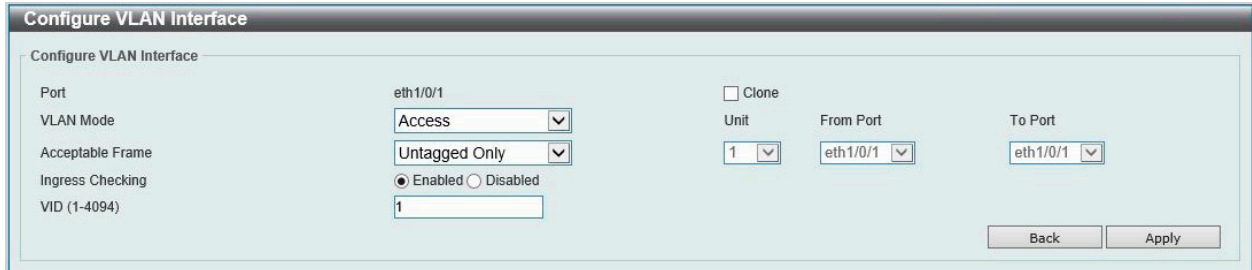 Configure VLAN Interface
Configure VLAN Interface
Port eth1/0/1 Clone
VLAN Mode Access Unit From Port To Port
Acceptable Frame Untagged Only 1 eth1/0/1 eth1/0/1
Ingress Checking Enabled Disabled
VID (1-4094) 1
Back Apply